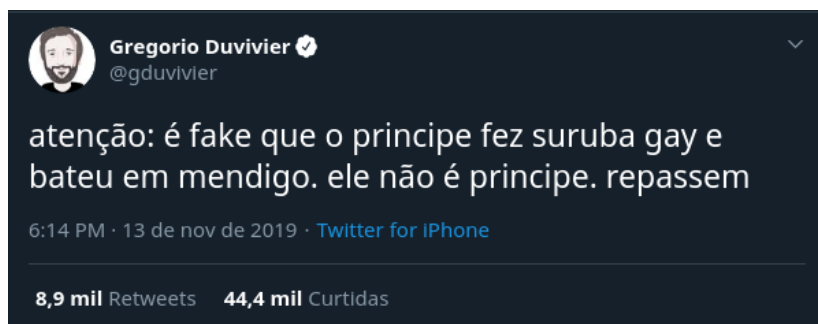 Gregorio Duvivier
@gduvivier
atenção: é fake que o principe fez suruba gay e
bateu em mendigo. ele não é principe. repassem
6:14 PM · 13 de nov de 2019 · Twitter for iPhone
8,9 mil Retweets 44,4 mil Curtidas